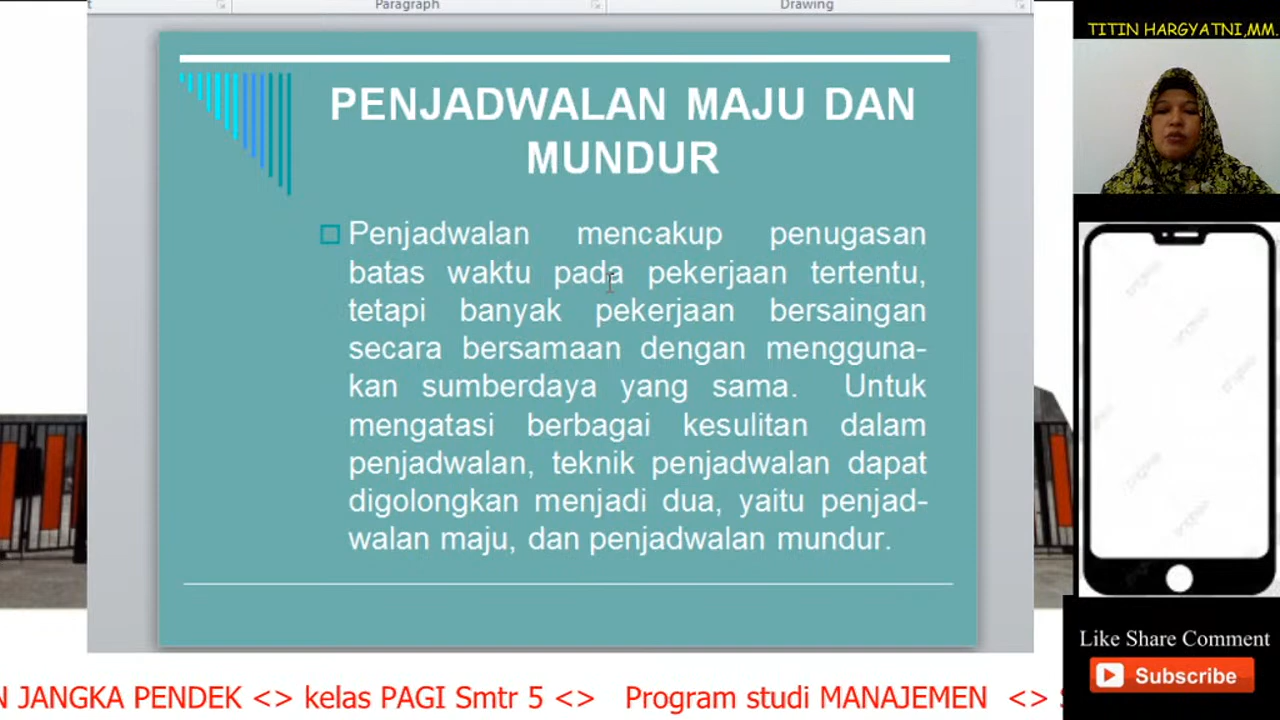 Paragraph
Drawing
TITIN HARGYATNI,MM.
PENJADWALAN MAJU DAN
MUNDUR
Penjadwalan mencakup penugasan
batas waktu pada pekerjaan tertentu,
tetapi banyak pekerjaan bersaingan
secara bersamaan dengan mengguna-
kan sumberdaya yang sama. Untuk
mengatasi berbagai kesulitan dalam
penjadwalan, teknik penjadwalan dapat
digolongkan menjadi dua, yaitu penjad-
walan maju, dan penjadwalan mundur.
Like Share Comment
Subscribe
N JANGKA PENDEK <> kelas PAGI Smtr 5 <> Program studi MANAJEMEN <>